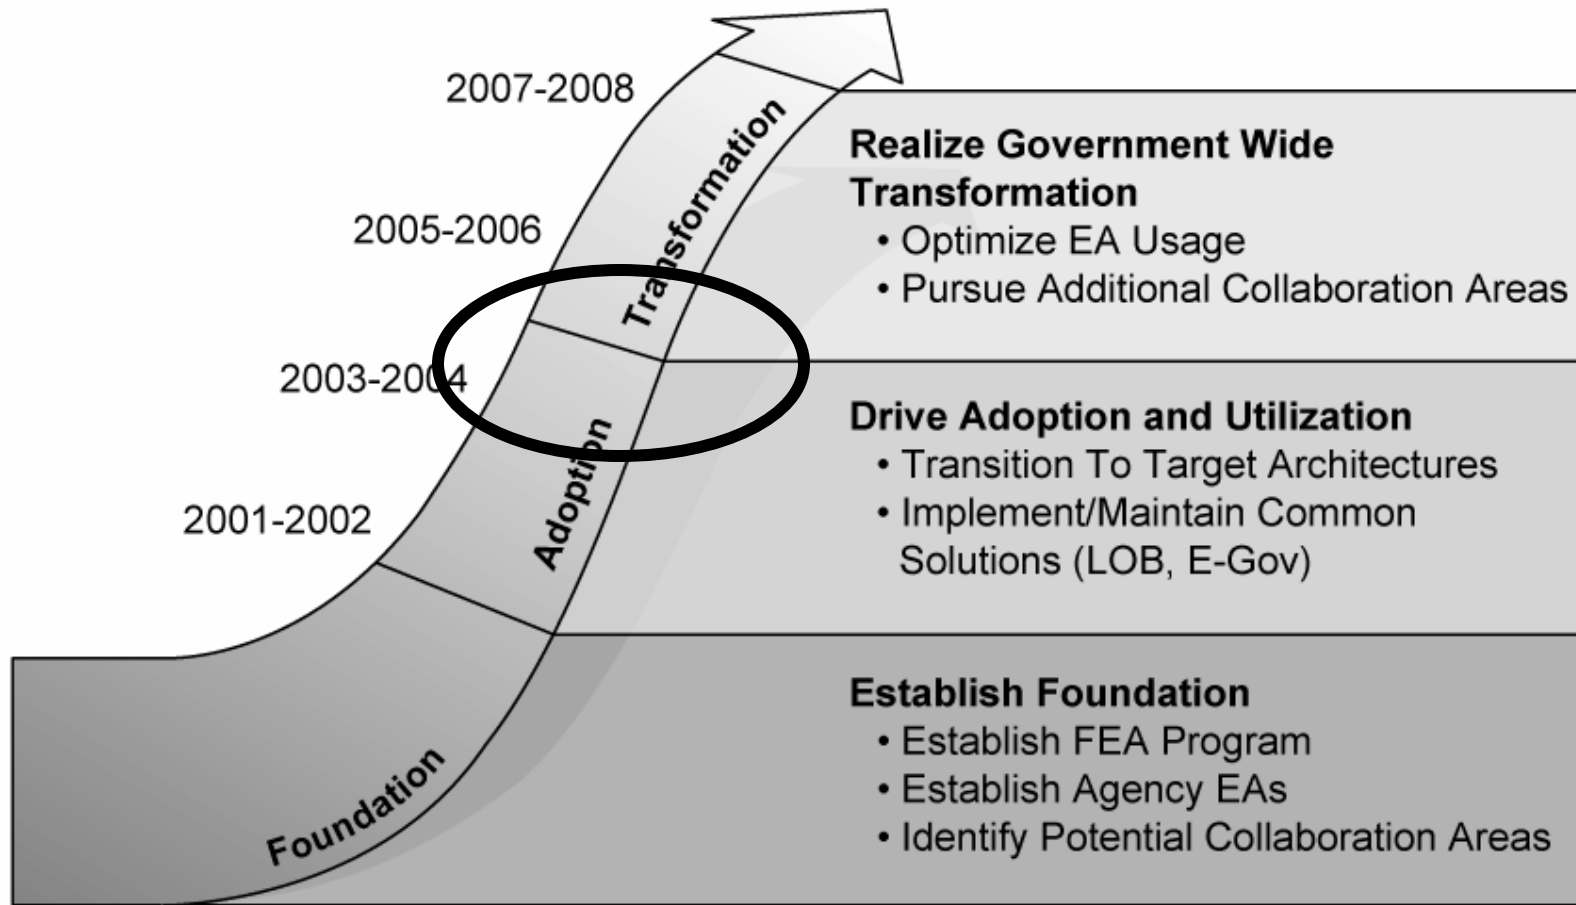 2007-2008
Realize Government Wide
Transformation
• Optimize EA Usage
• Pursue Additional Collaboration Areas
Transformation
2005-2006
2003-2004
Drive Adoption and Utilization
• Transition To Target Architectures
• Implement/Maintain Common
Solutions (LOB, E-Gov)
Adoption
2001-2002
Establish Foundation
• Establish FEA Program
• Establish Agency EAs
• Identify Potential Collaboration Areas
Foundation